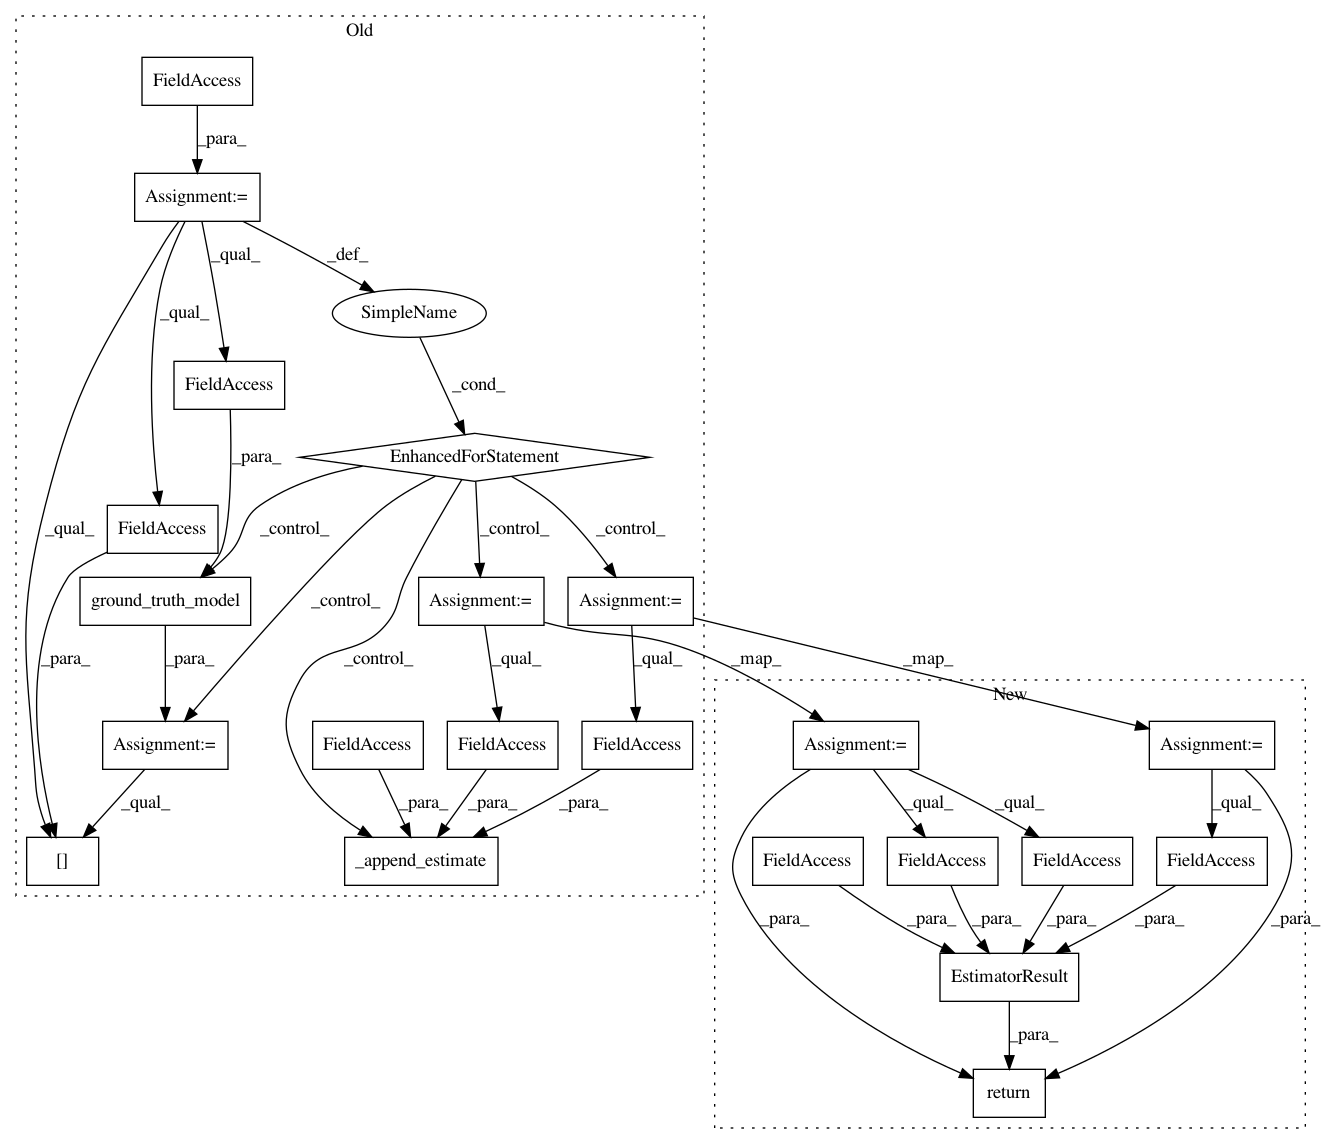 Old
FieldAccess
_para_
Assignment:=
_qual_
_def_
_qual_
SimpleName
FieldAccess
_cond_
_para_
EnhancedForStatement
FieldAccess
_qual_
_control_
_control_
_control_
ground_truth_model
Assignment:=
Assignment:=
_control_
_para_
_para_
_control_
_qual_
_qual_
_map_
_map_
New
Assignment:=
FieldAccess
FieldAccess
FieldAccess
Assignment:=
Assignment:=
_qual_
_para_
_para_
_para_
_qual_
_qual_
_qual_
[]
_append_estimate
FieldAccess
FieldAccess
FieldAccess
FieldAccess
_para_
_para_
_para_
_para_
_para_
_para_
EstimatorResult
_para_
return